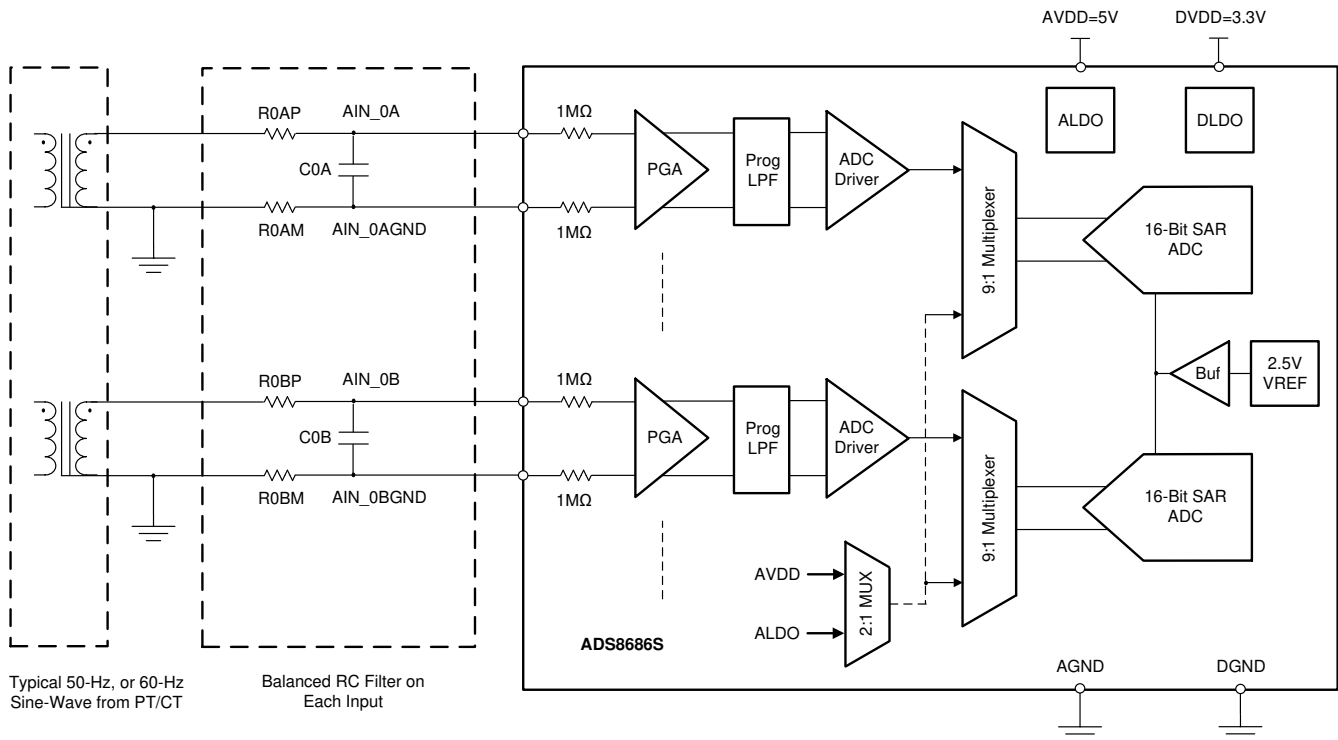 AVDD=5V
DVDD=3.3V
R0AP
AIN_0A
1MΩ
C0A
PGA
Prog
LPF
ADC
Driver
9:1 Multiplexer
ALDO
DLDO
16-Bit SAR
ADC
R0AM
AIN_0AGND
1MΩ
R0BP
AIN_0B
1MΩ
C0B
PGA
Prog
LPF
ADC
Driver
9:1 Multiplexer
Buf
2.5V
VREF
16-Bit SAR
ADC
R0BM
AIN_0BGND
1MΩ
AVDD
ALDO
2:1 MUX
ADS8686S
AGND
DGND
Typical 50-Hz, or 60-Hz
Sine-Wave from PT/CT
Balanced RC Filter on
Each Input